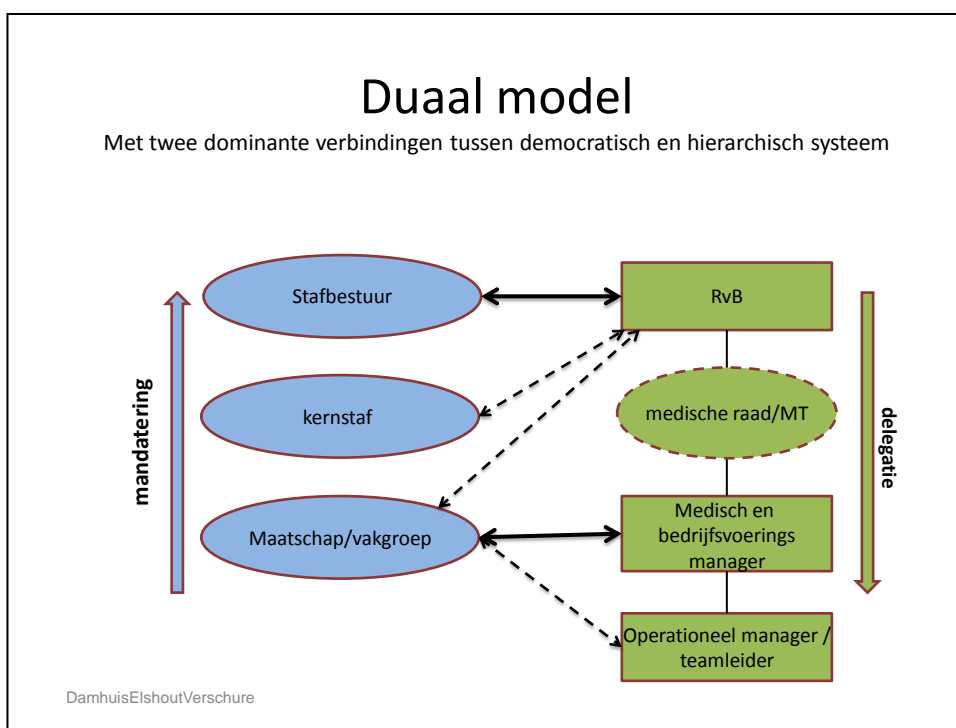 Duaal model
Met twee dominante verbindingen tussen democratisch en hierarchisch systeem
Stafbestuur
RvB
mandatering
kernstaf
medische raad/MT
delegatie
Maatschap/vakgroep
Medisch en
bedrijfsvoerings
manager
Operationeel manager /
teamleider
DamhuisElshoutVerschure